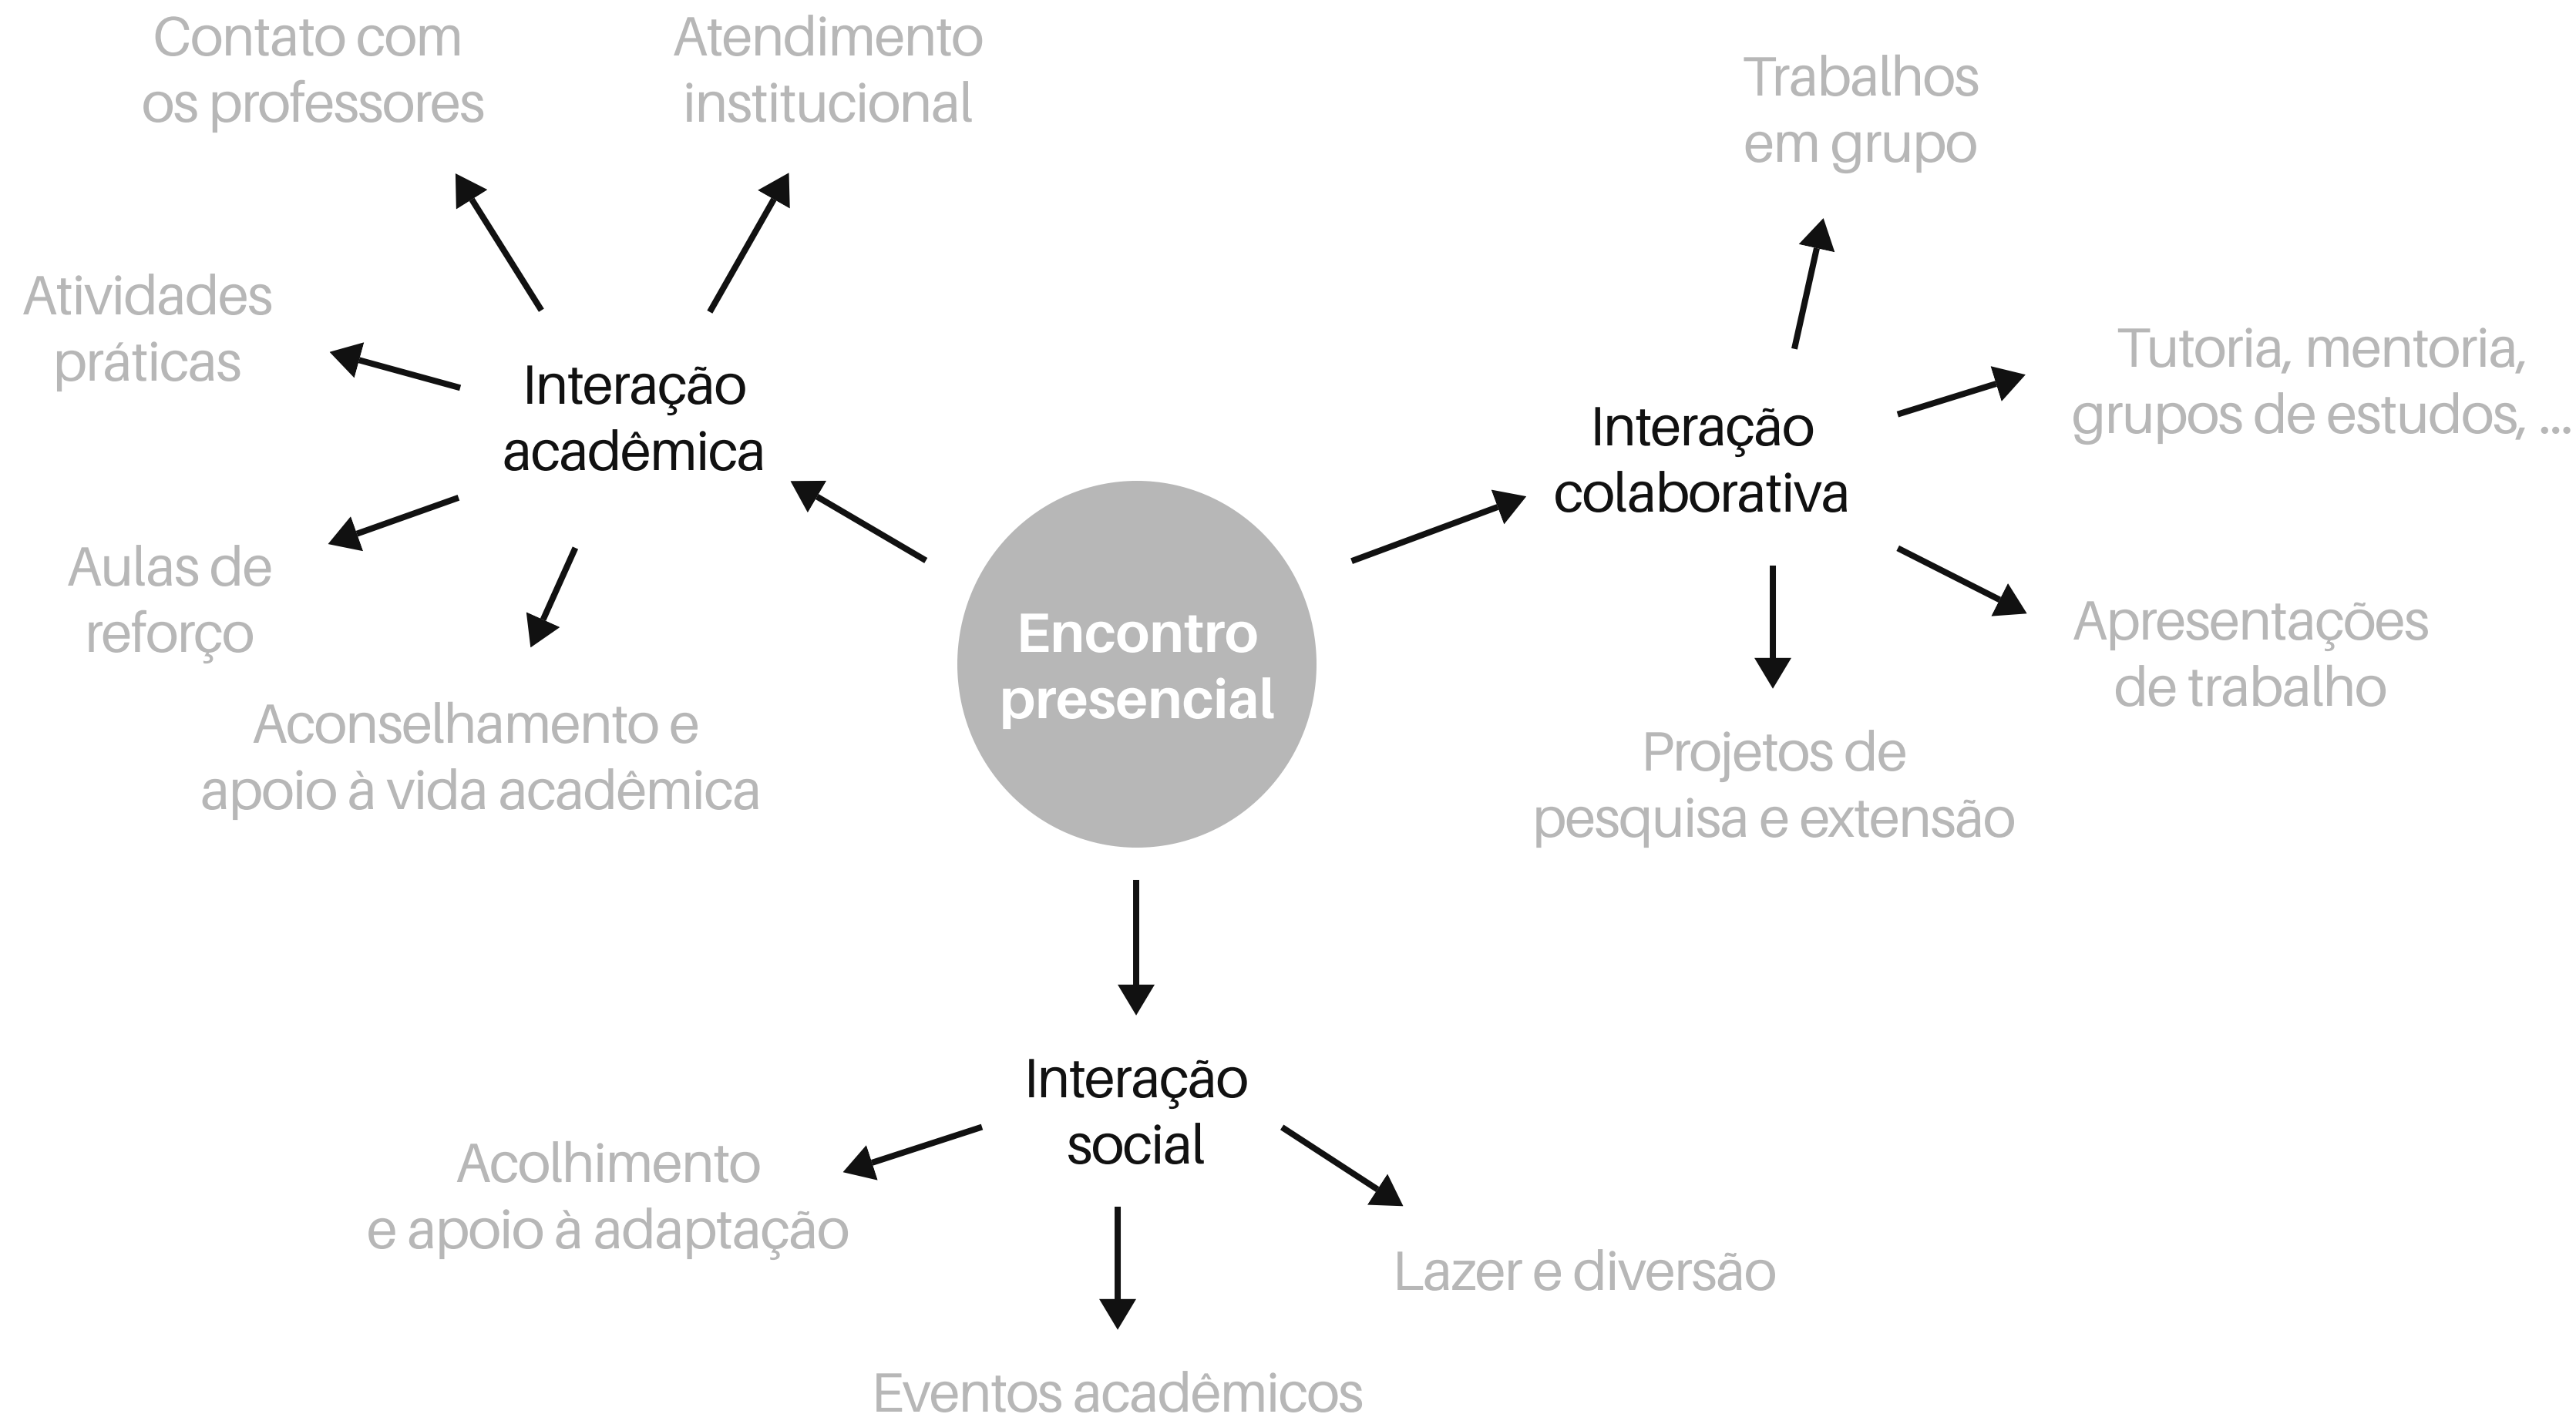 Contato com
os professores
Atendimento
institucional
Trabalhos
em grupo
Atividades
práticas
Interação
acadêmica
Tutoria, mentoria,
grupos de estudos, ...
Interação
colaborativa
Aulas de
reforço
Encontro
presencial
Apresentações
de trabalho
Aconselhamento e
apoio à vida acadêmica
Projetos de
pesquisa e extensão
Interação
social
Acolhimento
e apoio à adaptação
Lazer e diversão
Eventos acadêmicos